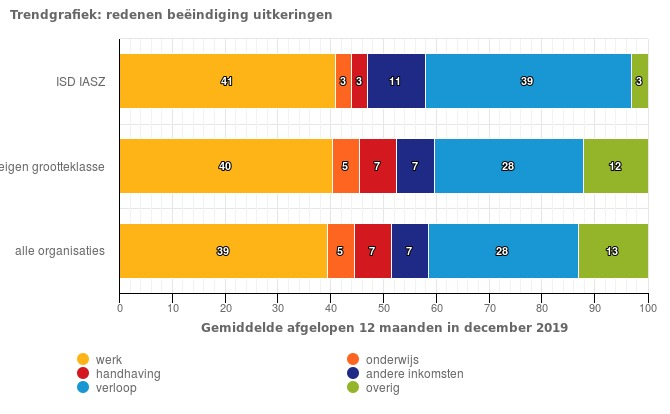 Trendgrafiek: redenen beëindiging uitkeringen
ISD IASZ
41 3 3 11 39 3
eigen grootteklasse
40 5 7 7 28 12
alle organisaties
39 5 7 7 28 13
0 10 20 30 40 50 60 70 80 90 100
Gemiddelde afgelopen 12 maanden in december 2019
werk onderwijs
handhaving andere inkomsten
verloop overig